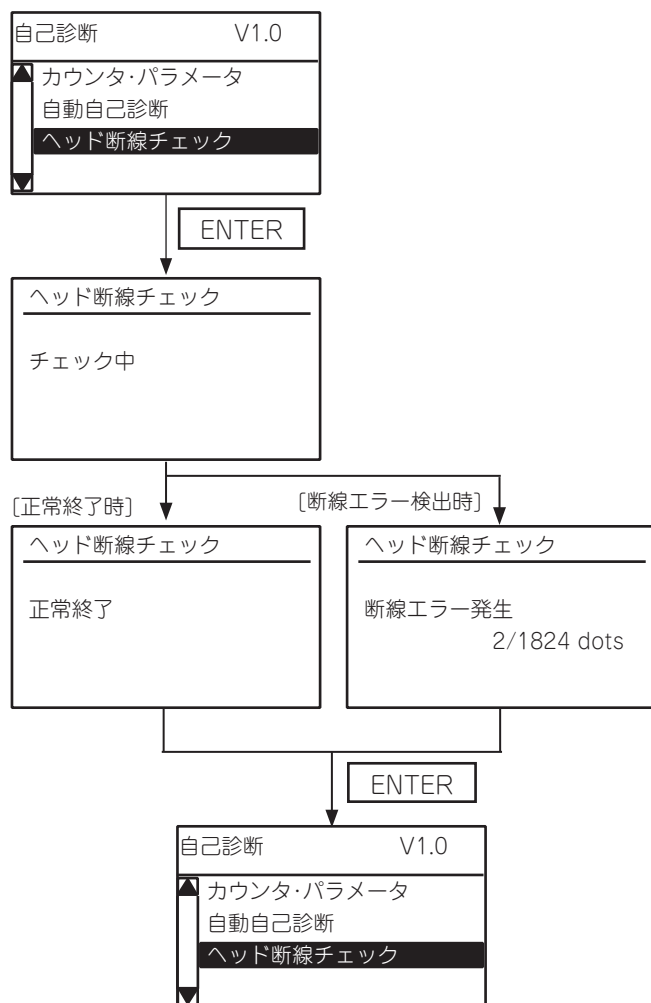 自己診断 V1.0
カウンタ･パラメータ
自動自己診断
ヘッド断線チェック
ENTER
ヘッド断線チェック
チェック中
[正常終了時]
[断線エラー検出時]
ヘッド断線チェック
正常終了
ヘッド断線チェック
断線エラー発生
2/1824 dots
ENTER
自己診断 V1.0
カウンタ･パラメータ
自動自己診断
ヘッド断線チェック